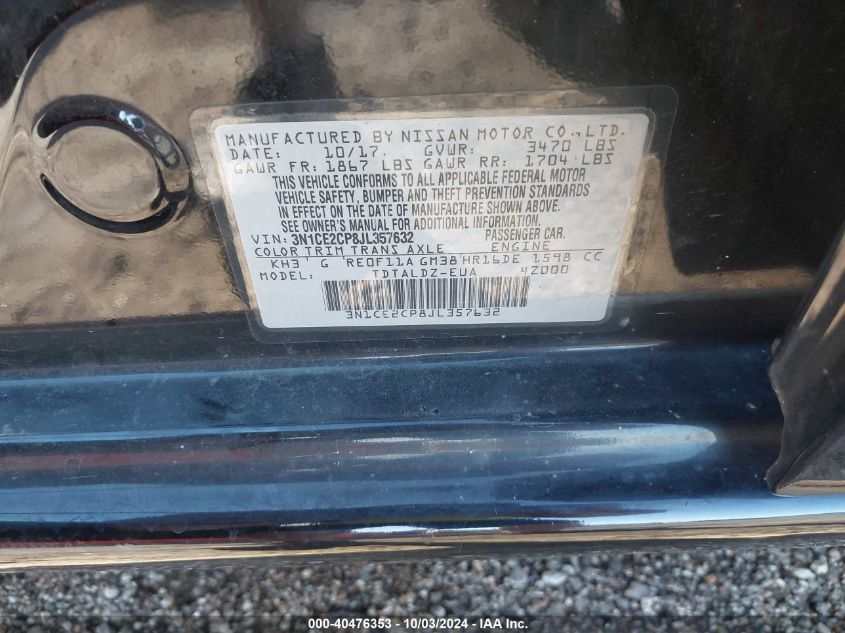 MANUFACTURED BY NISSAN MOTOR CO.,LTD.
DATE: 10/17. GVWR: 3470 LBS
GAWR FR: 1867 LBS GAWR RR: 1704 LBS
THIS VEHICLE CONFORMS TO ALL APPLICABLE FEDERAL MOTOR
VEHICLE SAFETY, BUMPER AND THEFT PREVENTION STANDARDS
IN EFFECT ON THE DATE OF MANUFACTURE SHOWN ABOVE.
SEE OWNER'S MANUAL FOR ADDITIONAL INFORMATION.
VIN: 3N1CE2CP8JL357632 PASSENGER CAR.
COLOR TRIM TRANS AXLE ENGINE
KH3 G RE0F11A GM38 HR16DE 1598 CC
MODEL: TDTALDZ-EUA 4Z000
3N1CE2CP8JL357632
000-40476353 - 10/03/2024 - IAA Inc.